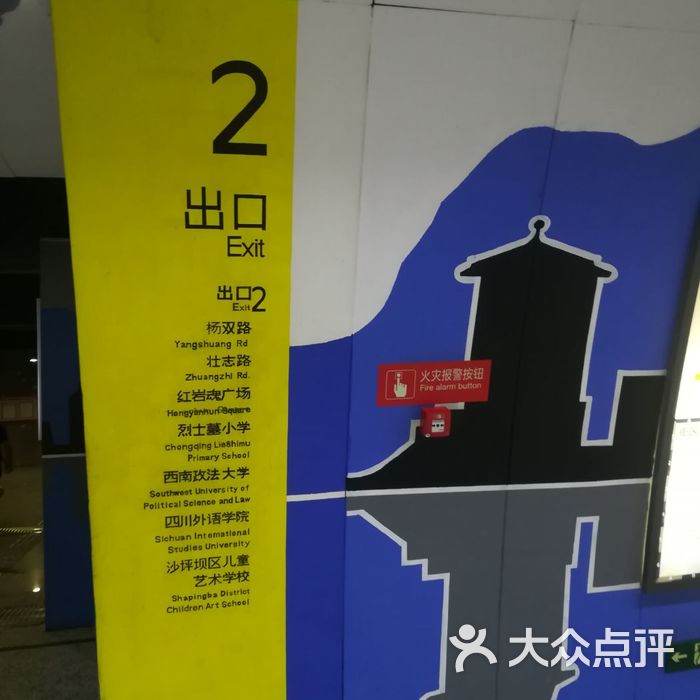 2
出口
Exit
出口2
Exit
杨双路
Yangshuang Rd
壮志路
Zhuangzhi Rd.
红岩魂广场
Hongyanhun Square
烈士墓小学
Chongqing LieShimu
Primary School
西南政法大学
Southwest University of
Political Science and Law
四川外语学院
Sichuan International
Studies University
沙坪坝区儿童
艺术学校
Shapingba District
Children Art School
火灾报警按钮
Fire alarm button
大众点评